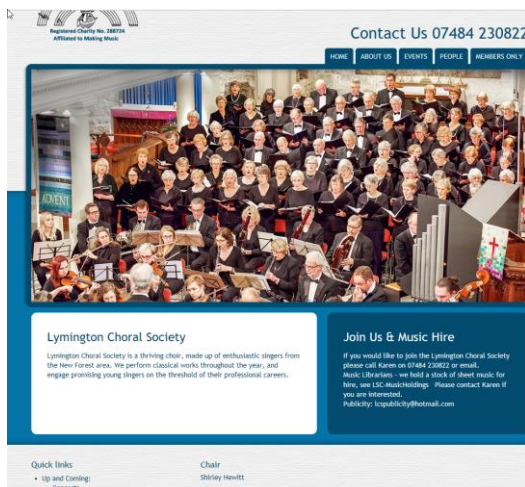 Registered Charity No. 288724
Affiliated to Making Music
Contact Us 07484 230822
HOME ABOUT US EVENTS PEOPLE MEMBERS ONLY
ADVENT
Lymington Choral Society
Lymington Choral Society is a thriving choir, made up of enthusiastic singers from
the New Forest area. We perform classical works throughout the year, and
engage promising young singers on the threshold of their professional careers.
Join Us & Music Hire
If you would like to join the Lymington Choral Society
please call Karen on 07484 230822 or email.
Music Librarians - we hold a stock of sheet music for
hire, see LSC-MusicHoldings Please contact Karen if
you are interested.
Publicity: lcspublicity@hotmail.com
Quick links
Up and Coming:
Chair
Shirley Hewitt